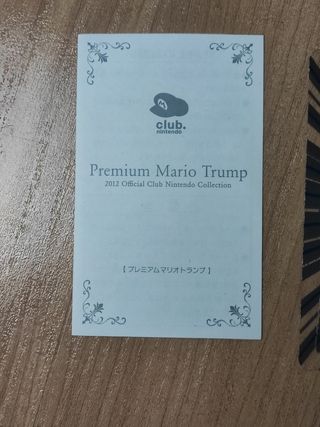 club.
nintendo
Premium Mario Trump
2012 Official Club Nintendo Collection
【プレミアムマリオトランプ】